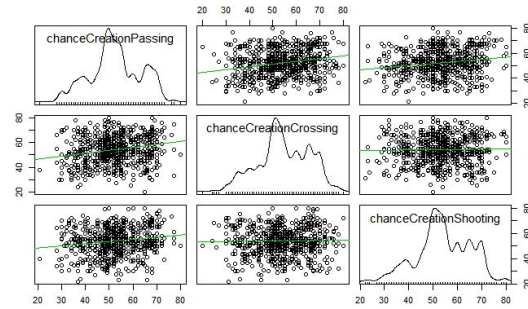 20 30 40 50 60 70 80
chanceCreationPassing
40 60 80
20 40 60 80
chanceCreationCrossing
chanceCreationShooting
20 40 60 80
20 30 40 50 60 70 80
20 30 40 50 60 70 80